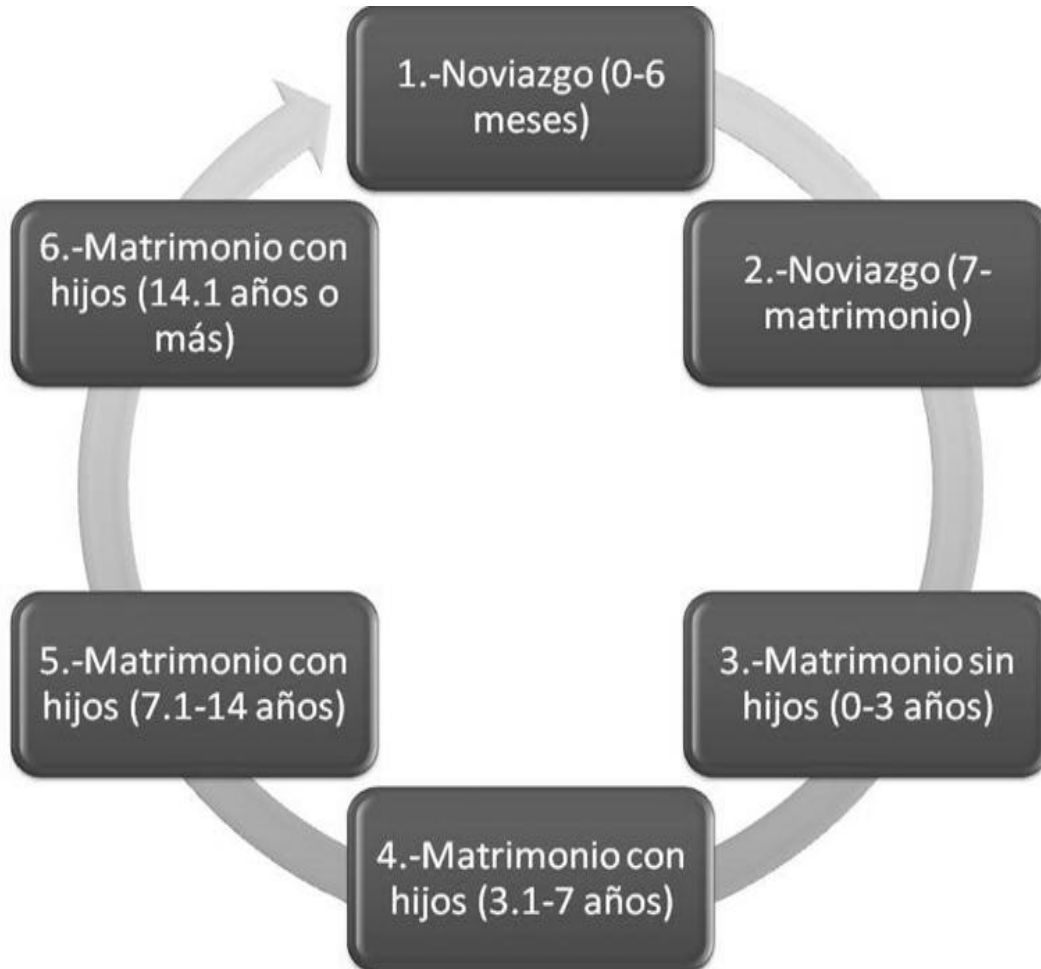 1.-Noviazgo (0-6
meses)
2.-Noviazgo (7-
matrimonio)
3.-Matrimonio sin
hijos (0-3 años)
4.-Matrimonio con
hijos (3.1-7 años)
5.-Matrimonio con
hijos (7.1-14 años)
6.-Matrimonio con
hijos (14.1 años o
más)